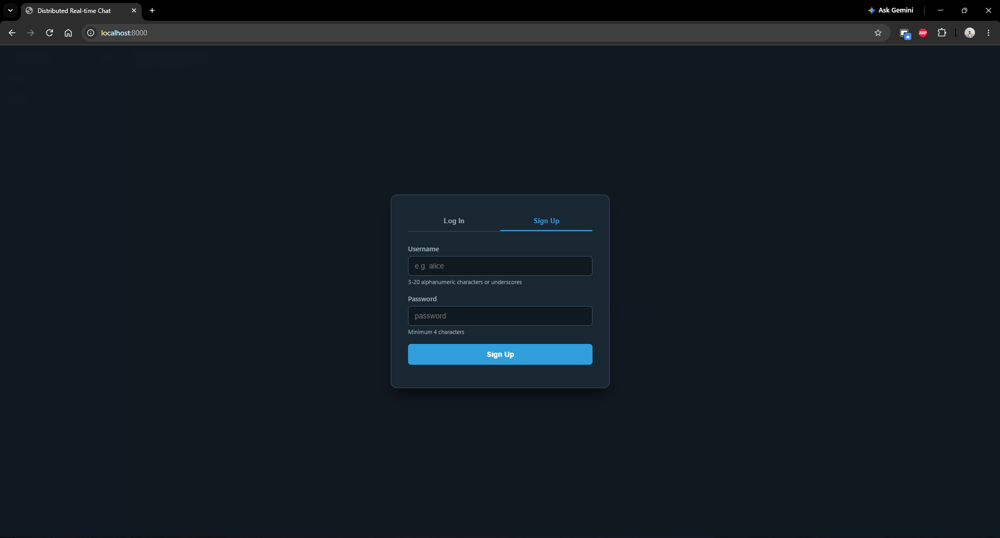 Distributed Real-time Chat
Ask Gemini
localhost:8000
ABP
Log In
Sign Up
Username
e.g. alice
3-20 alphanumeric characters or underscores
Password
password
Minimum 4 characters
Sign Up